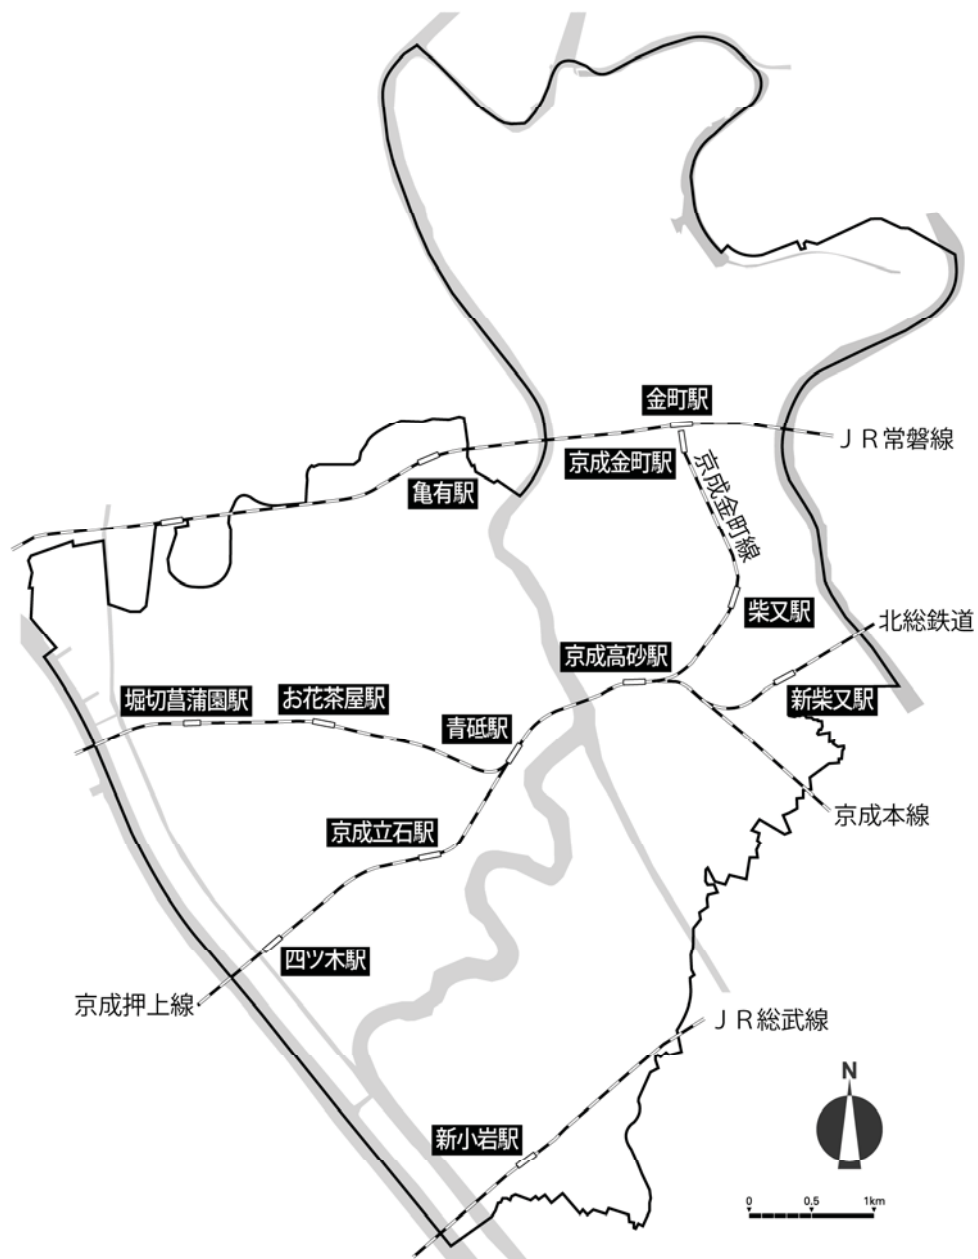 金町駅
ＪＲ常磐線
京成金町駅
亀有駅
京成金町線
柴又駅
北総鉄道
京成高砂駅
堀切菖蒲園駅
お花茶屋駅
新柴又駅
青砥駅
京成本線
京成立石駅
四ツ木駅
京成押上線
ＪＲ総武線
N
新小岩駅
0 0.5 1km